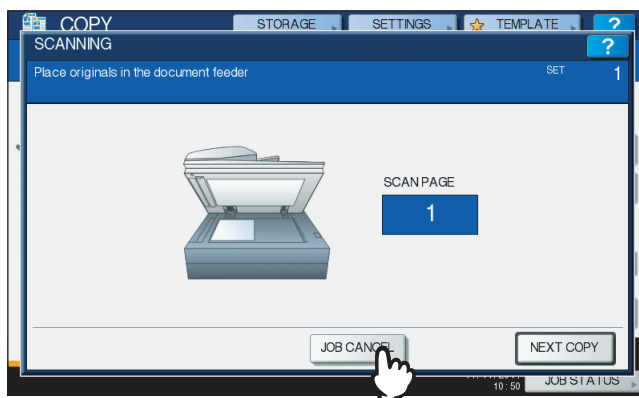 COPY STORAGE SETTINGS TEMPLATE ?
SCANNING ?
Place originals in the document feeder SET 1
SCAN PAGE
1
JOB CANCEL NEXT COPY
10:50 JOB STATUS